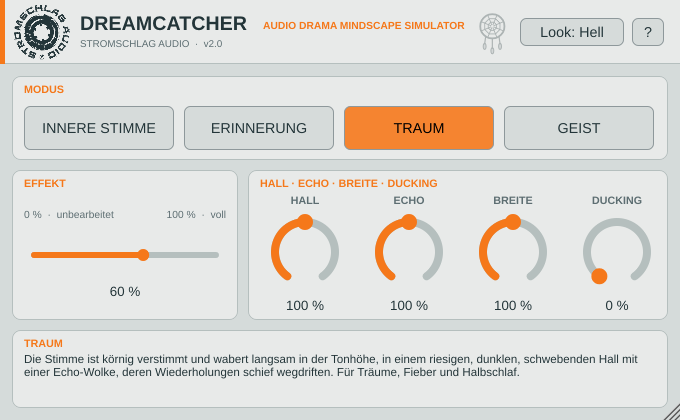 STROMSCHLAG AUDIO
DREAMCATCHER
AUDIO DRAMA MINDSCAPE SIMULATOR
STROMSCHLAG AUDIO · v2.0
Look: Hell
?
MODUS
INNERE STIMME
ERINNERUNG
TRAUM
GEIST
EFFEKT
0 % · unbearbeitet
100 % · voll
60 %
HALL · ECHO · BREITE · DUCKING
HALL
ECHO
BREITE
DUCKING
100 %
100 %
100 %
0 %
TRAUM
Die Stimme ist körnig verstimmt und wabert langsam in der Tonhöhe, in einem riesigen, dunklen, schwebenden Hall mit
einer Echo-Wolke, deren Wiederholungen schief wegdriften. Für Träume, Fieber und Halbschlaf.